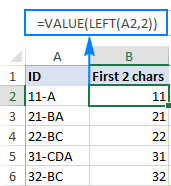 =VALUE(LEFT(A2,2))
A B
1 ID First 2 chars
2 11-A 11
3 21-BA 21
4 22-BC 22
5 31-CDA 31
6 32-BC 32